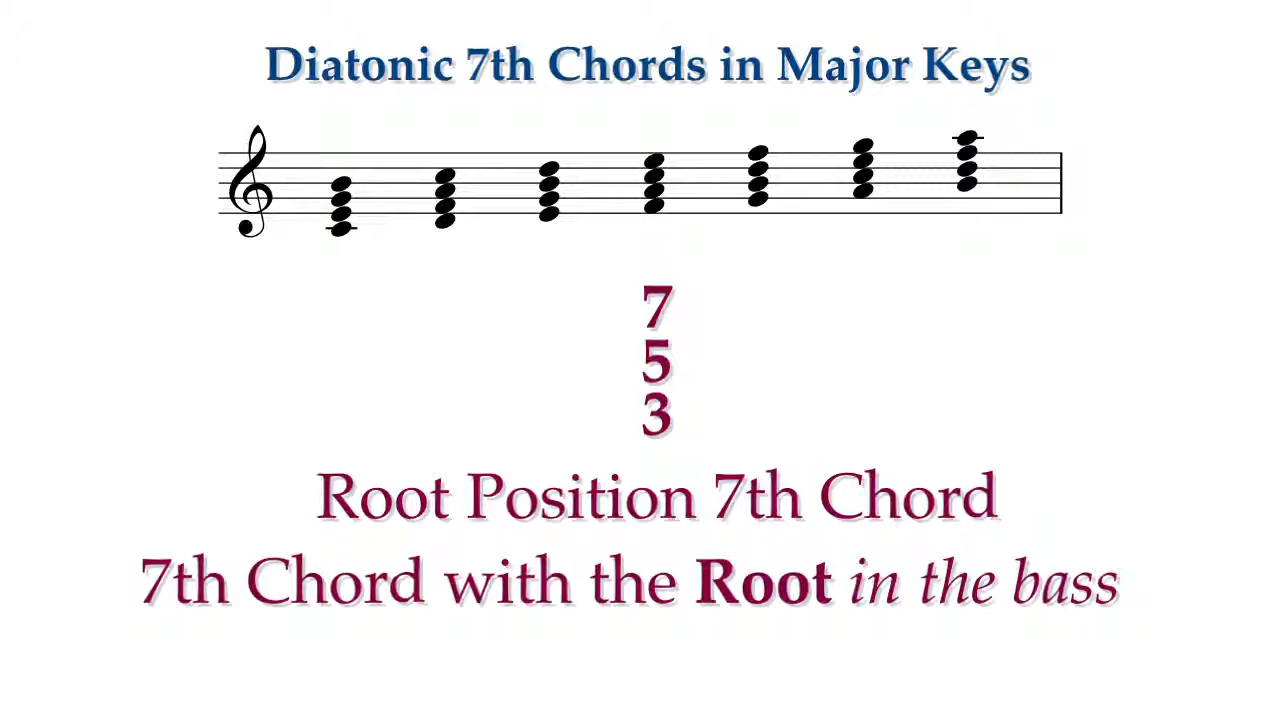 Diatonic 7th Chords in Major Keys
7
5
3
Root Position 7th Chord
7th Chord with the Root in the bass